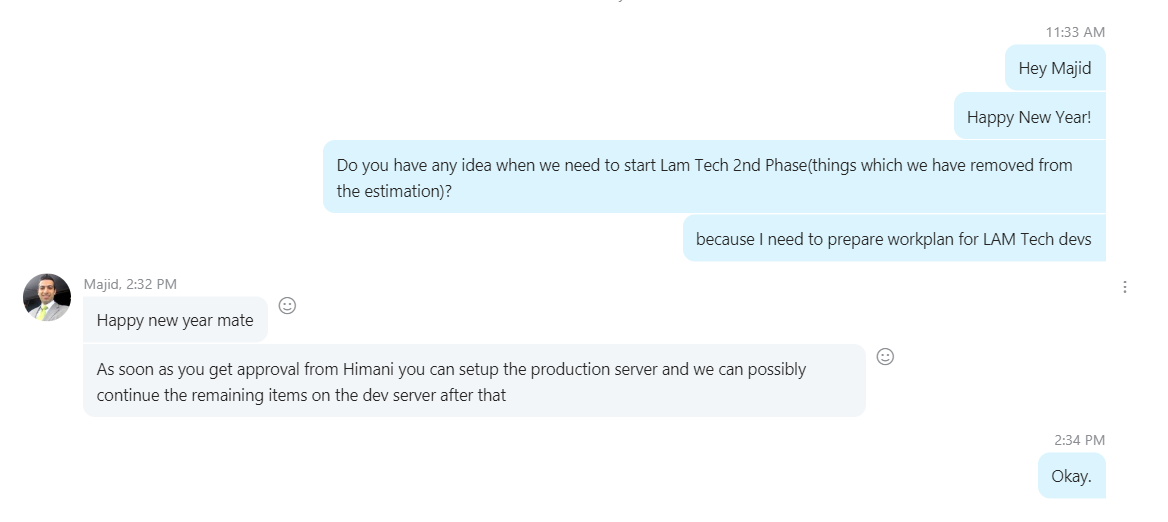 11:33 AM
Hey Majid
Happy New Year!
Do you have any idea when we need to start Lam Tech 2nd Phase(things which we have removed from
the estimation)?
because I need to prepare workplan for LAM Tech devs
Majid, 2:32 PM
Happy new year mate
As soon as you get approval from Himani you can setup the production server and we can possibly
continue the remaining items on the dev server after that
2:34 PM
Okay.